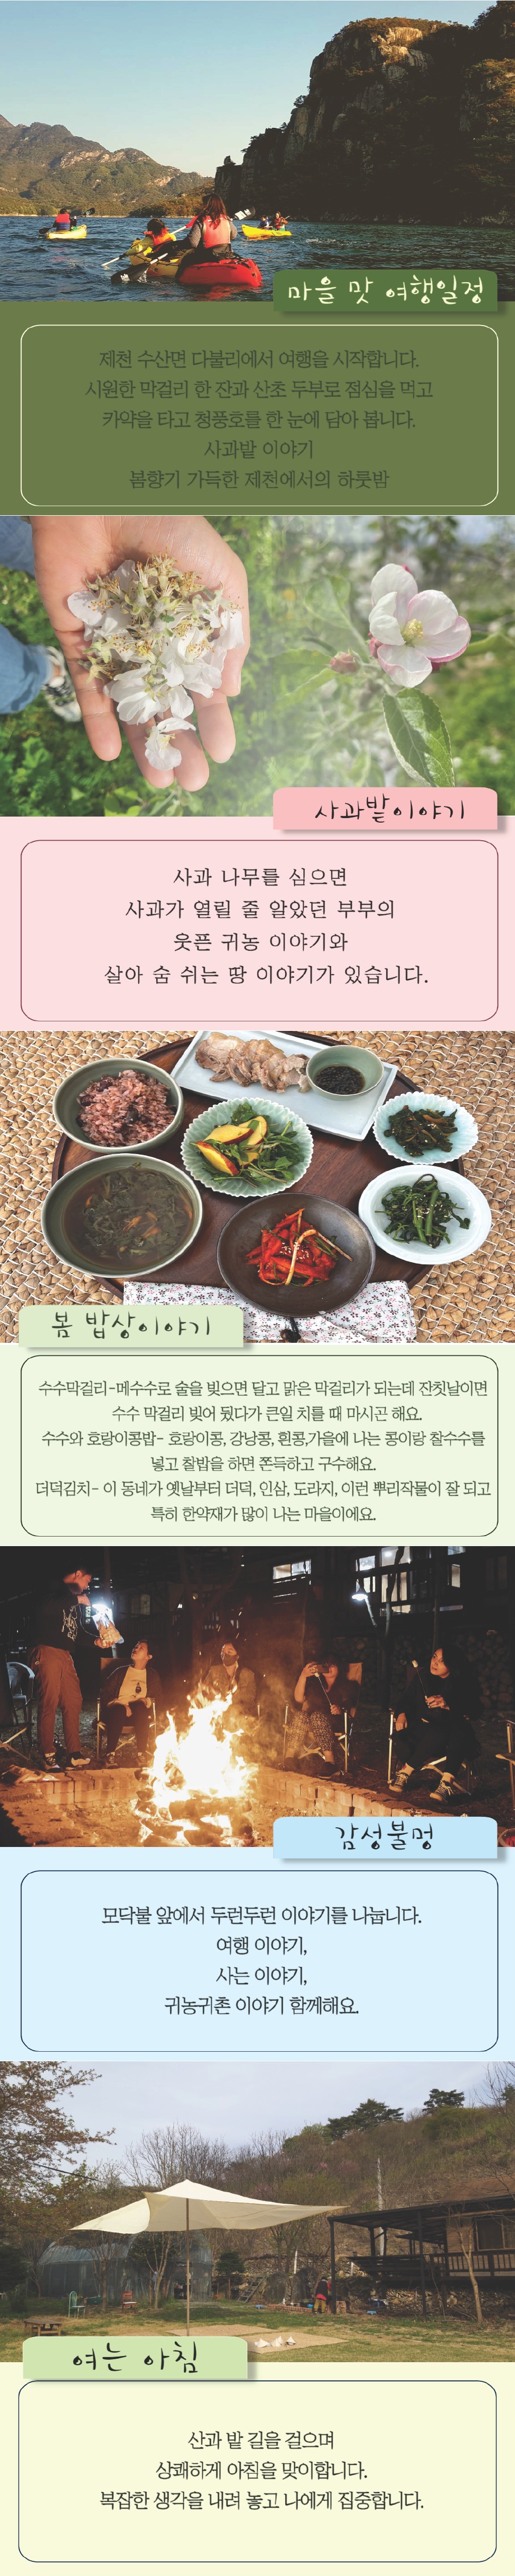 마을 맛 여행일정
제천 수산면 다불리에서 여행을 시작합니다.
시원한 막걸리 한 잔과 산초 두부로 점심을 먹고
카약을 타고 청풍호를 한 눈에 담아 봅니다.
사과밭 이야기
봄향기 가득한 제천에서의 하룻밤
사과밭이야기
사과 나무를 심으면
사과가 열릴 줄 알았던 부부의
웃픈 귀농 이야기와
살아 숨 쉬는 땅 이야기가 있습니다.
봄 밥상이야기
수수막걸리-메수수로 술을 빚으면 달고 맑은 막걸리가 되는데 잔칫날이면
수수 막걸리 빚어 뒀다가 큰일 치를 때 마시곤 해요.
수수와 호랑이콩밥- 호랑이콩, 강낭콩, 흰콩,가을에 나는 콩이랑 찰수수를
넣고 찰밥을 하면 쫀득하고 구수해요.
더덕김치- 이 동네가 옛날부터 더덕, 인삼, 도라지, 이런 뿌리작물이 잘 되고
특히 한약재가 많이 나는 마을이에요.
감성불멍
모닥불 앞에서 두런두런 이야기를 나눕니다.
여행 이야기,
사는 이야기,
귀농귀촌 이야기 함께해요.
여는 아침
산과 밭 길을 걸으며
상쾌하게 아침을 맞이합니다.
복잡한 생각을 내려 놓고 나에게 집중합니다.